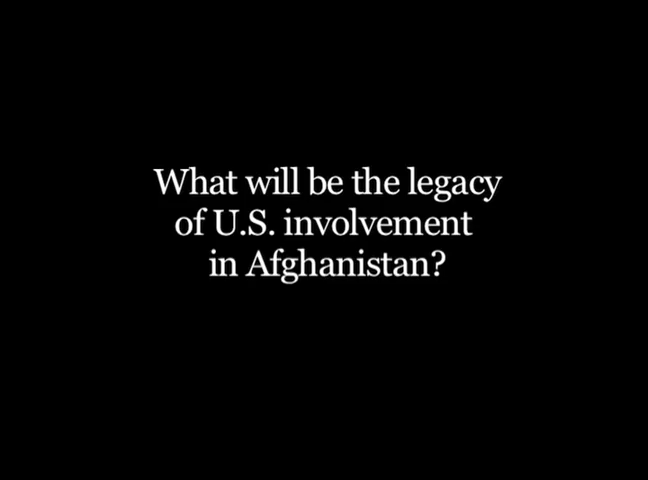 What will be the legacy
of U.S. involvement
in Afghanistan?